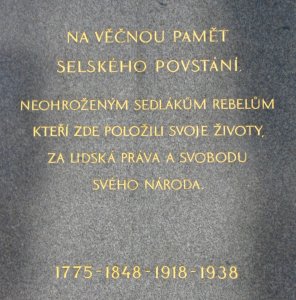 NA VĚČNOU PAMĚT
SELSKÉHO POVSTÁNÍ.
NEOHROŽENÝM SEDLÁKŮM REBELŮM
KTEŘÍ ZDE POLOŽILI SVOJE ŽIVOTY,
ZA LIDSKÁ PRÁVA A SVOBODU
SVÉHO NÁRODA.
1775-1848-1918-1938